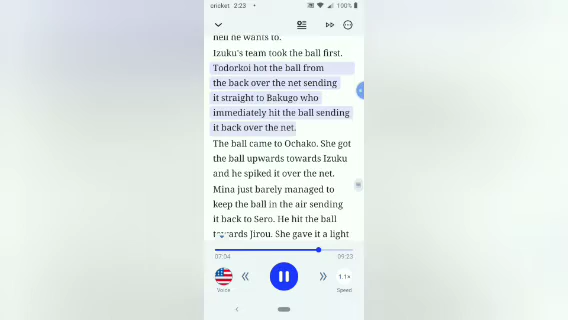 cricket 2:23
100%
hell he wants to.
Izuku's team took the ball first.
Todorkoi hot the ball from
the back over the net sending
it straight to Bakugo who
immediately hit the ball sending
it back over the net.
The ball came to Ochako. She got
the ball upwards towards Izuku
and he spiked it over the net.
Mina just barely managed to
keep the ball in the air sending
it back to Sero. He hit the ball
towards Jirou. She gave it a light
07:04 09:23
1.1×
Voice Speed